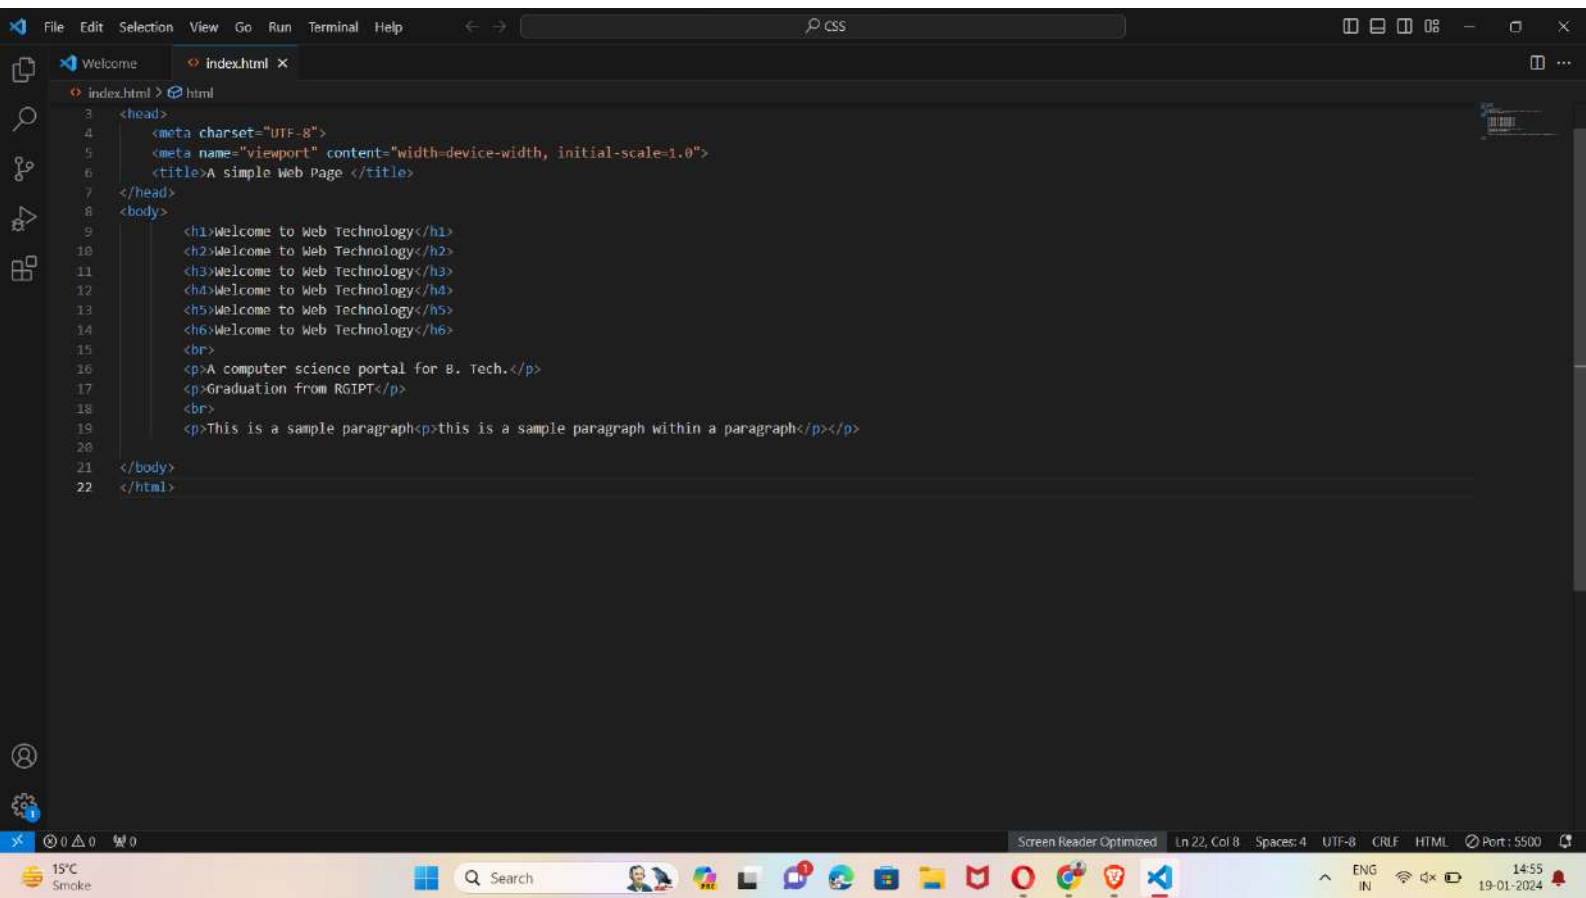 File Edit Selection View Go Run Terminal Help
CSS
Welcome index.html
index.html > html
3 <head>
4 <meta charset="UTF-8">
5 <meta name="viewport" content="width=device-width, initial-scale=1.0">
6 <title>A simple Web Page </title>
7 </head>
8 <body>
9 <h1>Welcome to Web Technology</h1>
10 <h2>Welcome to Web Technology</h2>
11 <h3>Welcome to Web Technology</h3>
12 <h4>Welcome to Web Technology</h4>
13 <h5>Welcome to Web Technology</h5>
14 <h6>Welcome to Web Technology</h6>
15 <br>
16 <p>A computer science portal for B. Tech.</p>
17 <p>Graduation from RGIPT</p>
18 <br>
19 <p>This is a sample paragraph<p>this is a sample paragraph within a paragraph</p></p>
20
21 </body>
22 </html>
1
0 0 0 Screen Reader Optimized Ln 22, Col 8 Spaces: 4 UTF-8 CRLF HTML Port : 5500
15°C
Smoke
Search
PRE
1
ENG
IN
14:55
19-01-2024